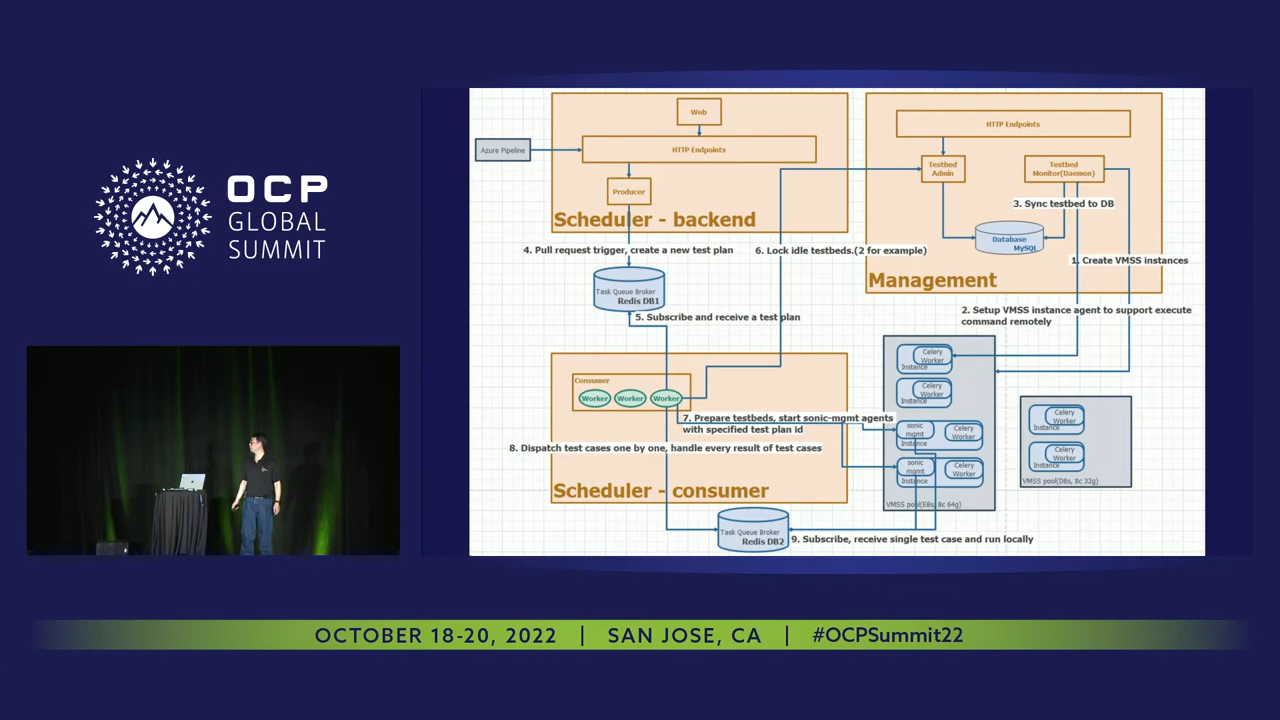 OCP
GLOBAL
SUMMIT
Web
Azure Pipeline
HTTP Endpoints
Producer
Scheduler - backend
4. Pull request trigger, create a new test plan
Task Queue Broker
Redis DB1
5. Subscribe and receive a test plan
6. Lock idle testbeds.(2 for example)
HTTP Endpoints
Testbed
Admin
Testbed
Monitor(Daemon)
3. Sync testbed to DB
Database
MySQL
1. Create VMSS instances
Management
2. Setup VMSS instance agent to support execute
command remotely
Consumer
Worker
Worker
Worker
7. Prepare testbeds, start sonic-mgmt agents
with specified test plan id
8. Dispatch test cases one by one, handle every result of test cases
Scheduler - consumer
Celery
Worker
Instance
Celery
Worker
Instance
sonic
mgmt
Instance
Celery
Worker
sonic
mgmt
Instance
Celery
Worker
VMSS pool(E8s, 8c 64g)
Celery
Worker
Instance
Celery
Worker
Instance
VMSS pool(D8s, 8c 32g)
Task Queue Broker
Redis DB2
9. Subscribe, receive single test case and run locally
OCTOBER 18-20, 2022 | SAN JOSE, CA | #OCPSummit22